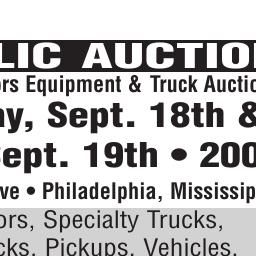 LIC AUCTIO
ors Equipment & Truck Auctio
ay, Sept. 18th &
Sept. 19th • 200
ve • Philadelphia, Mississip
ors, Specialty Trucks,
cks, Pickups, Vehicles,